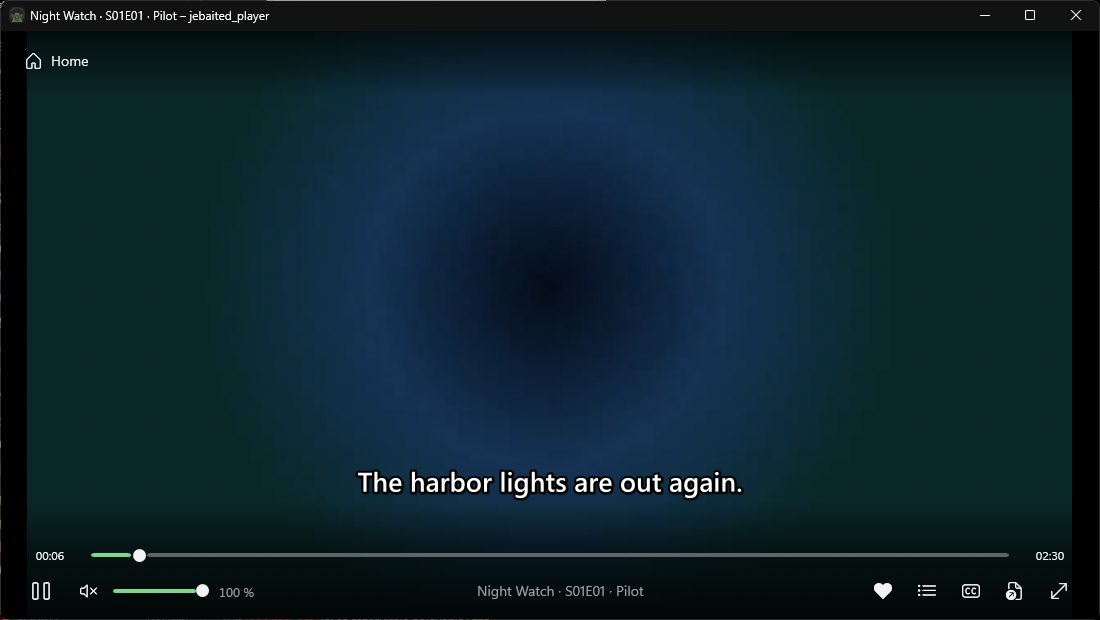 Night Watch · S01E01 · Pilot – jebaited_player
Home
The harbor lights are out again.
00:06
02:30
100 %
Night Watch · S01E01 · Pilot
CC